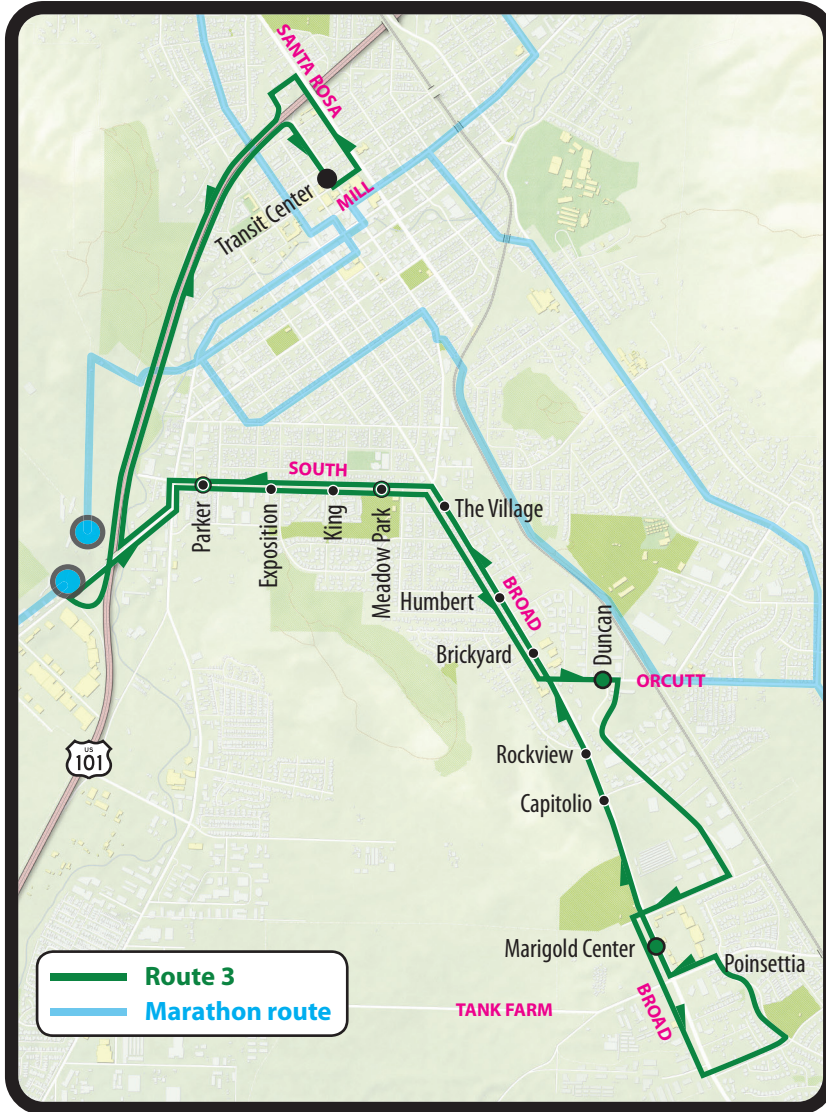 SANTA ROSA
MILL
Transit Center
SOUTH
Parker
Exposition
King
Meadow Park
The Village
Humbert
BROAD
Brickyard
Duncan
ORCUTT
US
101
Rockview
Capitolio
Marigold Center
Poinsettia
BROAD
TANK FARM
Route 3
Marathon route